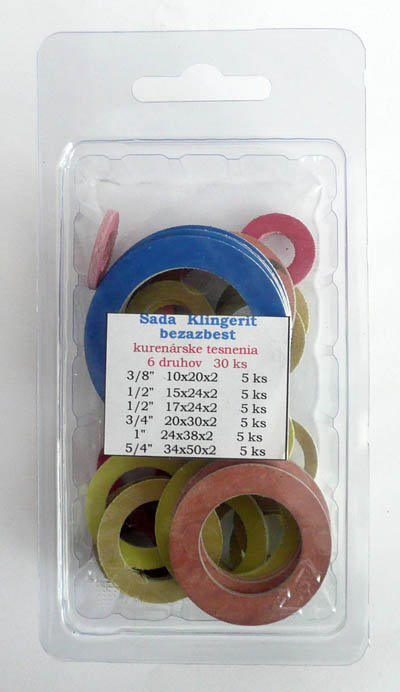 Sada Klingerit
bezazbest
kurenárske tesnenia
6 druhov 30 ks
3/8" 10x20x2 5 ks
1/2" 15x24x2 5 ks
1/2" 17x24x2 5 ks
3/4" 20x30x2 5 ks
1" 24x38x2 5 ks
5/4" 34x50x2 5 ks